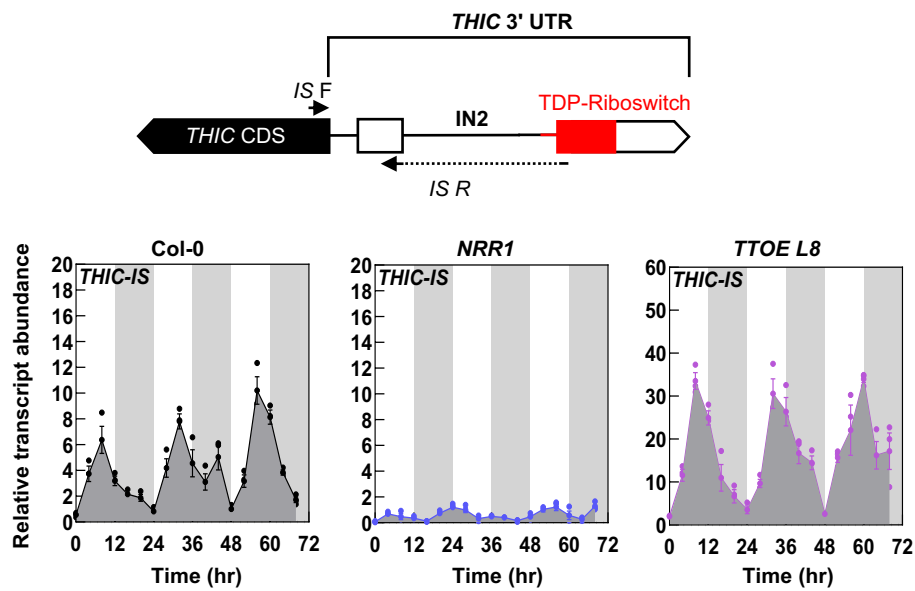 THIC 3' UTR
IS F
TDP-Riboswitch
IN2
THIC CDS
IS R
Col-0
NRR1
TTOE L8
THIC-IS
THIC-IS
THIC-IS
Relative transcript abundance
20
18
16
14
12
10
8
6
4
2
0
20
18
16
14
12
10
8
6
4
2
0
60
50
40
30
20
10
0
0 12 24 36 48 60 72
0 12 24 36 48 60 72
0 12 24 36 48 60 72
Time (hr)
Time (hr)
Time (hr)